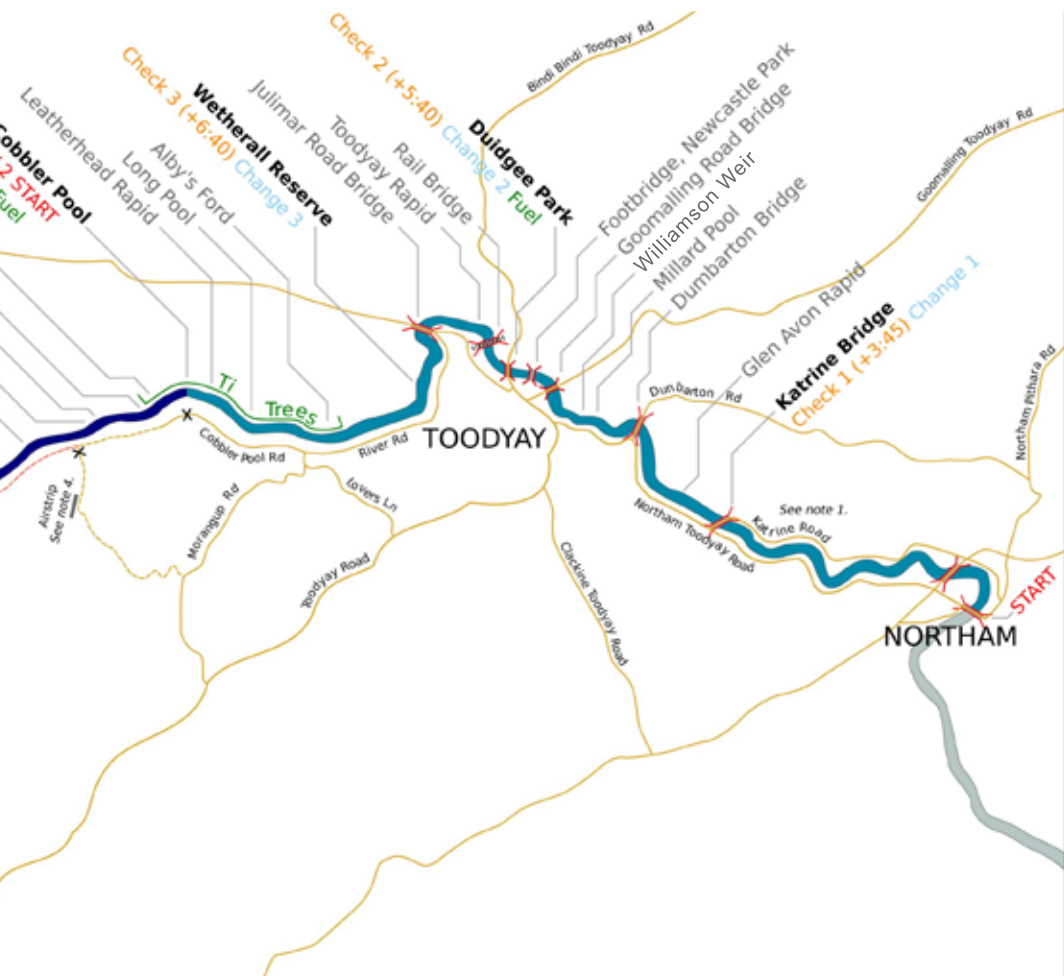 Cobbler Pool
2 START
Fuel
Leatherhead Rapid
Long Pool
Alby's Ford
Check 3 (+6:40) Change 3
Wetherall Reserve
Julimar Road Bridge
Toodyay Rapid
Rail Bridge
Check 2 (+5:40) Change 2 Fuel
Duidgee Park
Footbridge, Newcastle Park
Goomalling Road Bridge
Williamson Weir
Millard Pool
Dumbarton Bridge
Glen Avon Rapid
Katrine Bridge
Check 1 (+3:45) Change 1
Bindi Bindi Toodyay Rd
Goomalling Toodyay Rd
Northam Pithara Rd
Ti
Trees
TOODYAY
Dunbarton Rd
River Rd
Cobbler Pool Rd
Lovers Ln
Morangup Rd
Airstrip
See note 4.
Toodyay Road
Clackine Toodyay Road
Northam Toodyay Road
Katrine Road
See note 1.
START
NORTHAM